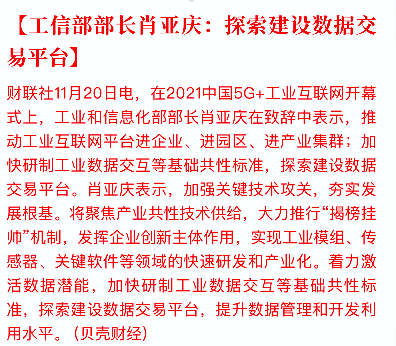 【工信部部长肖亚庆：探索建设数据交
易平台】
财联社11月20日电，在2021中国5G+工业互联网开幕
式上，工业和信息化部部长肖亚庆在致辞中表示，推
动工业互联网平台进企业、进园区、进产业集群；加
快研制工业数据交互等基础共性标准，探索建设数据
交易平台。肖亚庆表示，加强关键技术攻关，夯实发
展根基。将聚焦产业共性技术供给，大力推行“揭榜挂
帅”机制，发挥企业创新主体作用，实现工业模组、传
感器、关键软件等领域的快速研发和产业化。着力激
活数据潜能，加快研制工业数据交互等基础共性标
准，探索建设数据交易平台，提升数据管理和开发利
用水平。（贝壳财经）